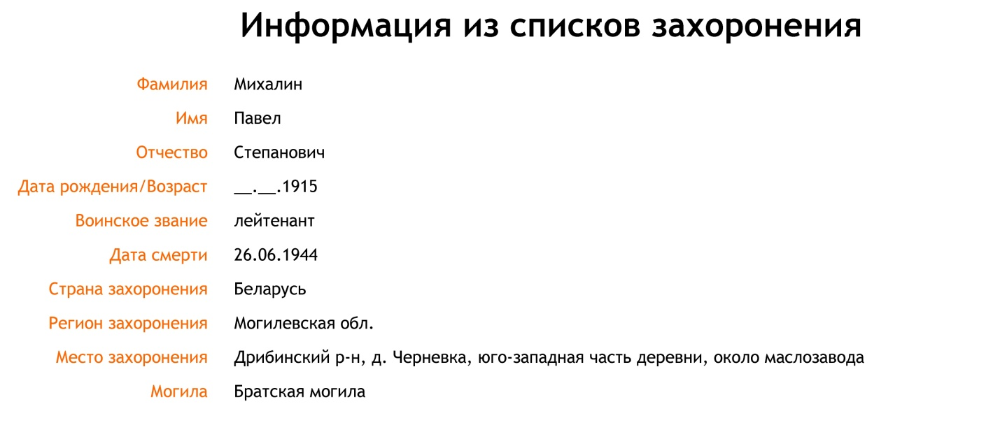 Информация из списков захоронения
Фамилия Михалин
Имя Павел
Отчество Степанович
Дата рождения/Возраст __.__.1915
Воинское звание лейтенант
Дата смерти 26.06.1944
Страна захоронения Беларусь
Регион захоронения Могилевская обл.
Место захоронения Дрибинский р-н, д. Черневка, юго-западная часть деревни, около маслозавода
Могила Братская могила